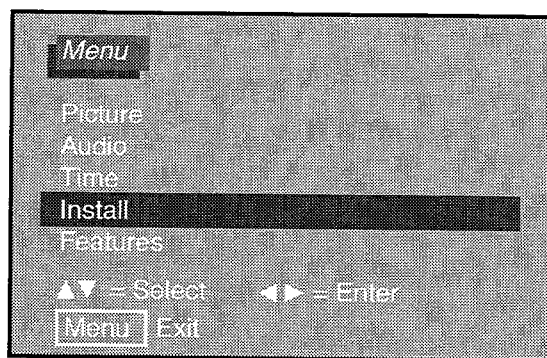 Menu
Picture
Audio
Time
Install
Features
▲▼ = Select ◄► = Enter
Menu Exit